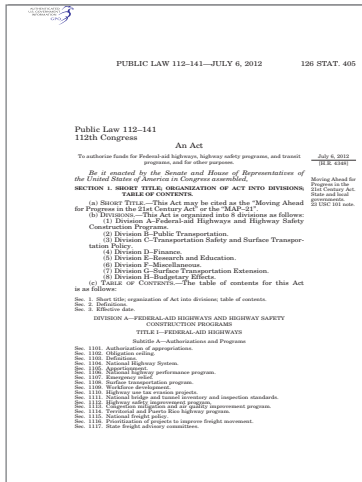 AUTHENTICATED
U.S. GOVERNMENT
INFORMATION
GPO
PUBLIC LAW 112–141—JULY 6, 2012 126 STAT. 405
Public Law 112–141
112th Congress
An Act
To authorize funds for Federal-aid highways, highway safety programs, and transit
programs, and for other purposes.
July 6, 2012
[H.R. 4348]
Be it enacted by the Senate and House of Representatives of
the United States of America in Congress assembled,
Moving Ahead for
Progress in the
21st Century Act.
State and local
governments.
23 USC 101 note.
SECTION 1. SHORT TITLE; ORGANIZATION OF ACT INTO DIVISIONS;
TABLE OF CONTENTS.
(a) SHORT TITLE.—This Act may be cited as the "Moving Ahead
for Progress in the 21st Century Act" or the "MAP–21".
(b) DIVISIONS.—This Act is organized into 8 divisions as follows:
(1) Division A–Federal-aid Highways and Highway Safety
Construction Programs.
(2) Division B–Public Transportation.
(3) Division C–Transportation Safety and Surface Transpor-
tation Policy.
(4) Division D–Finance.
(5) Division E–Research and Education.
(6) Division F–Miscellaneous.
(7) Division G–Surface Transportation Extension.
(8) Division H–Budgetary Effects.
(c) TABLE OF CONTENTS.—The table of contents for this Act
is as follows:
Sec. 1. Short title; organization of Act into divisions; table of contents.
Sec. 2. Definitions.
Sec. 3. Effective date.
DIVISION A—FEDERAL-AID HIGHWAYS AND HIGHWAY SAFETY
CONSTRUCTION PROGRAMS
TITLE I—FEDERAL-AID HIGHWAYS
Subtitle A—Authorizations and Programs
Sec. 1101. Authorization of appropriations.
Sec. 1102. Obligation ceiling.
Sec. 1103. Definitions.
Sec. 1104. National Highway System.
Sec. 1105. Apportionment.
Sec. 1106. National highway performance program.
Sec. 1107. Emergency relief.
Sec. 1108. Surface transportation program.
Sec. 1109. Workforce development.
Sec. 1110. Highway use tax evasion projects.
Sec. 1111. National bridge and tunnel inventory and inspection standards.
Sec. 1112. Highway safety improvement program.
Sec. 1113. Congestion mitigation and air quality improvement program.
Sec. 1114. Territorial and Puerto Rico highway program.
Sec. 1115. National freight policy.
Sec. 1116. Prioritization of projects to improve freight movement.
Sec. 1117. State freight advisory committees.